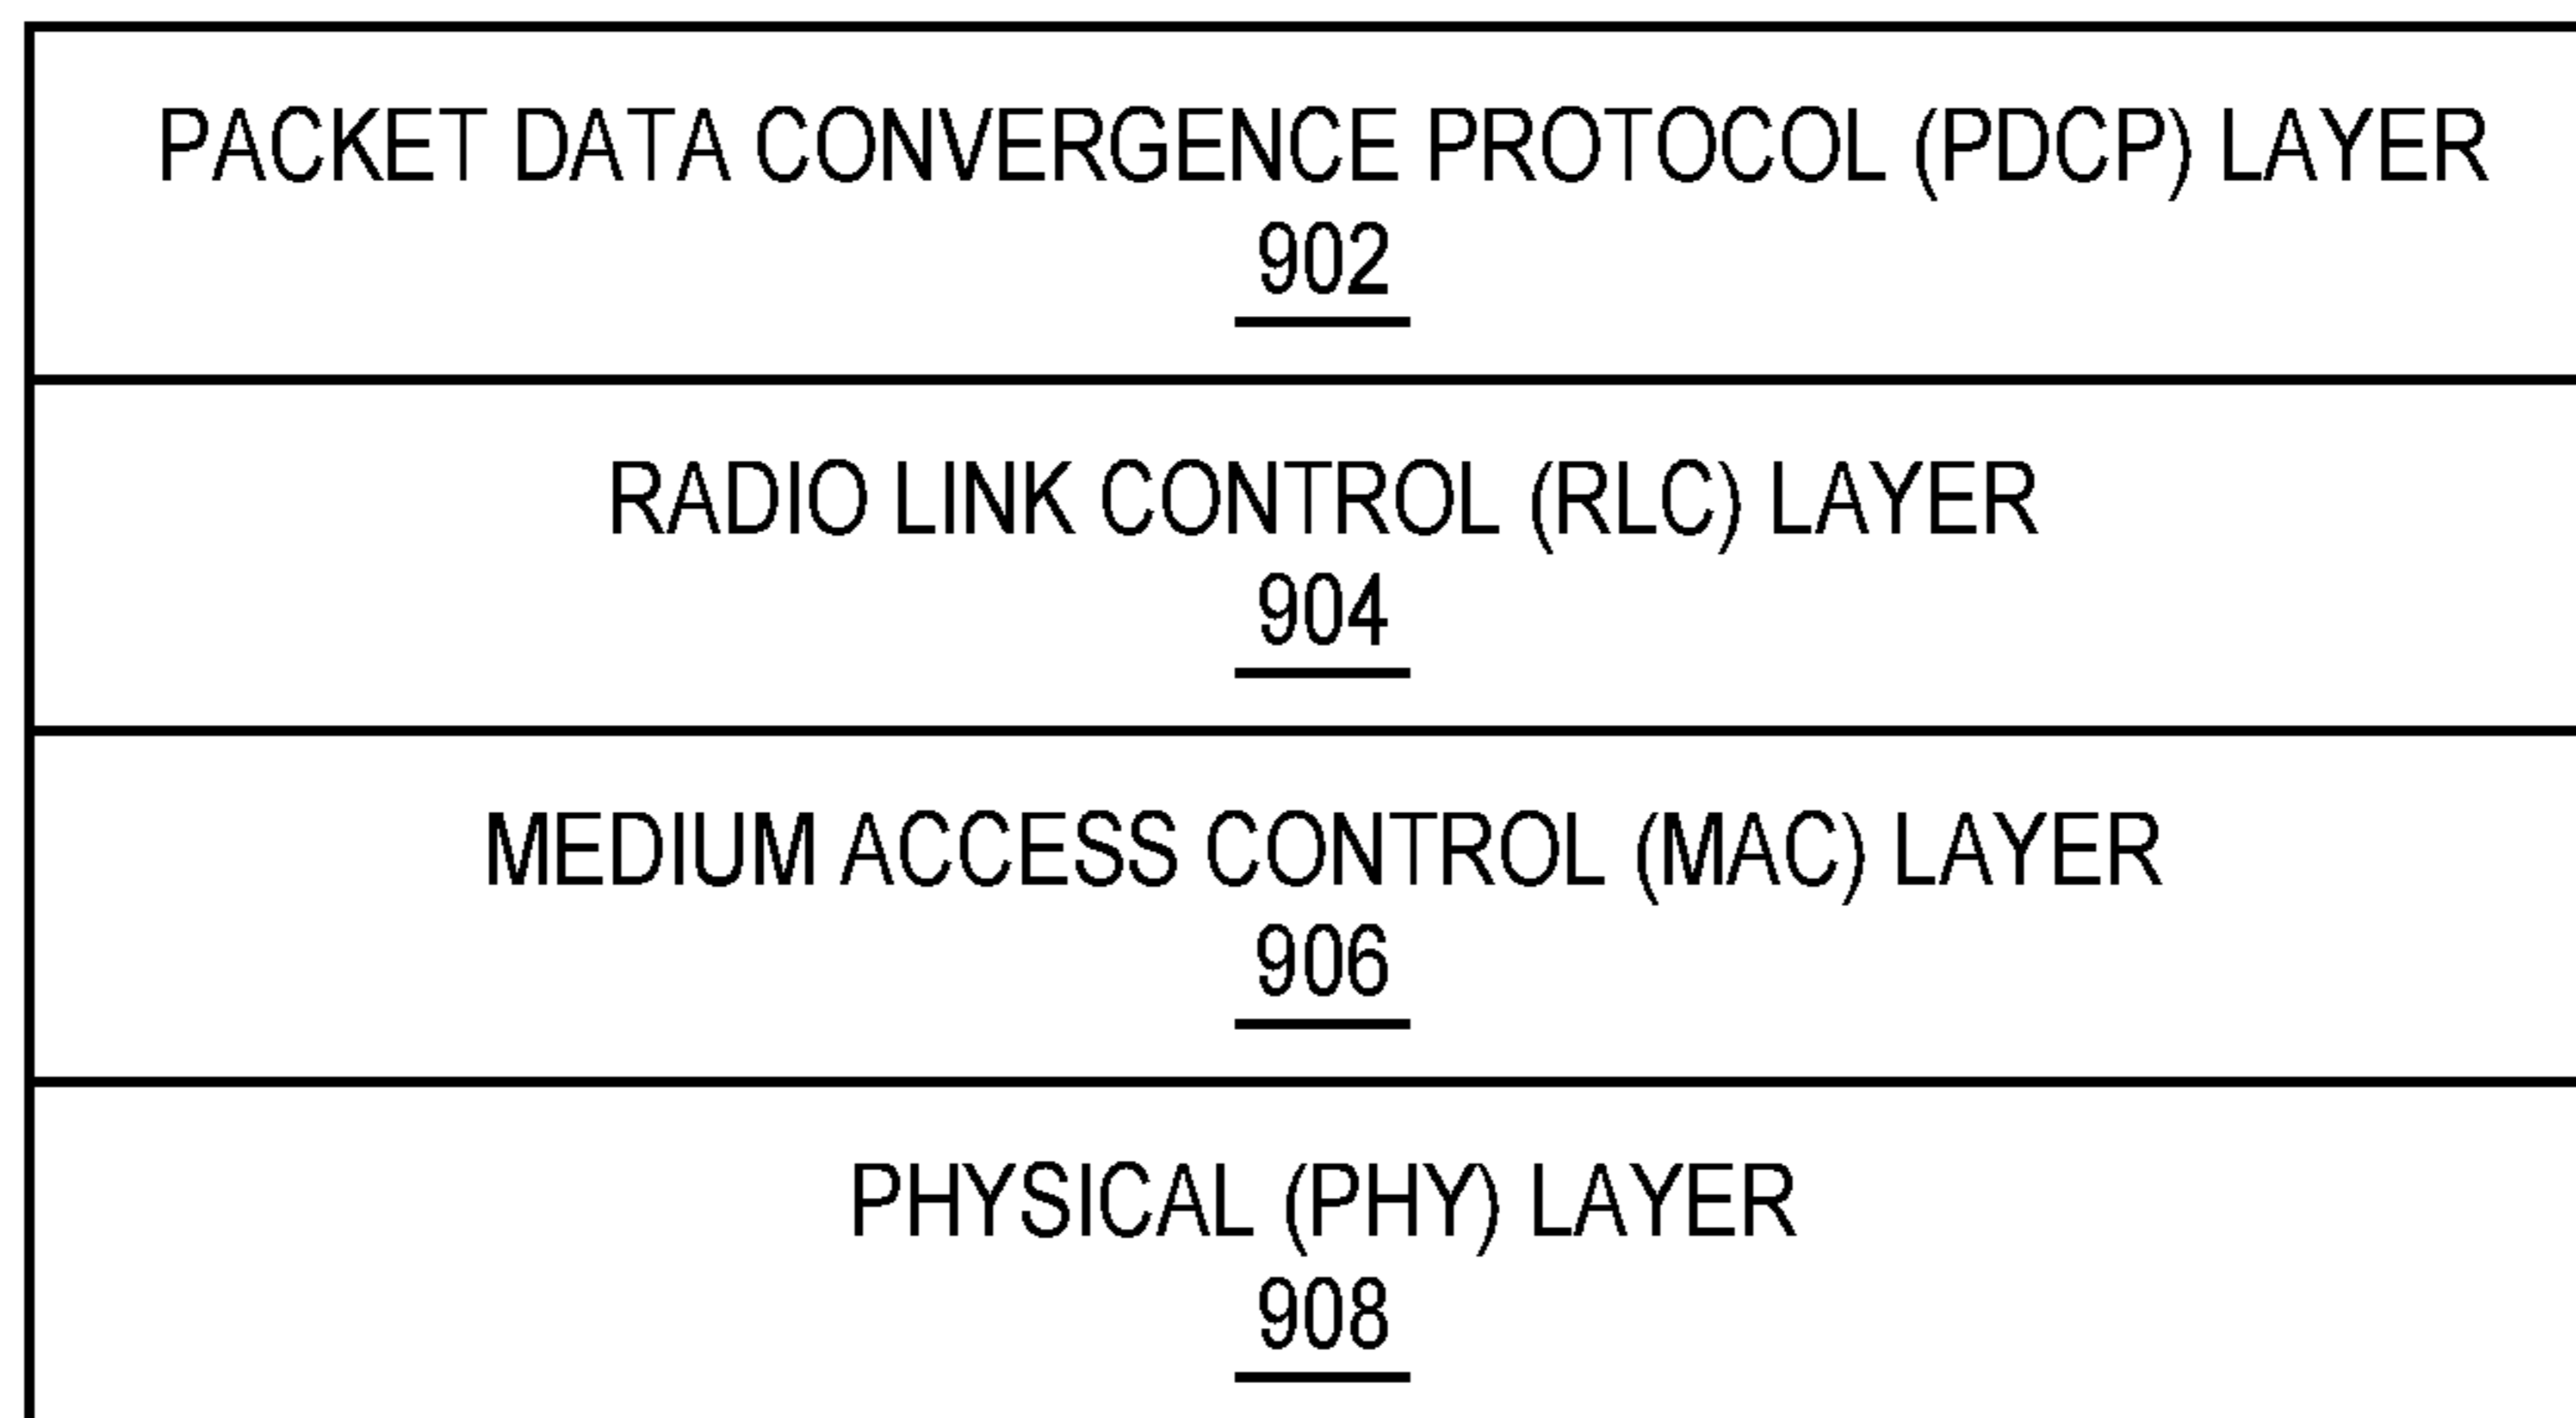 PACKET DATA CONVERGENCE PROTOCOL (PDCP) LAYER
902
RADIO LINK CONTROL (RLC) LAYER
904
MEDIUM ACCESS CONTROL (MAC) LAYER
906
PHYSICAL (PHY) LAYER
908